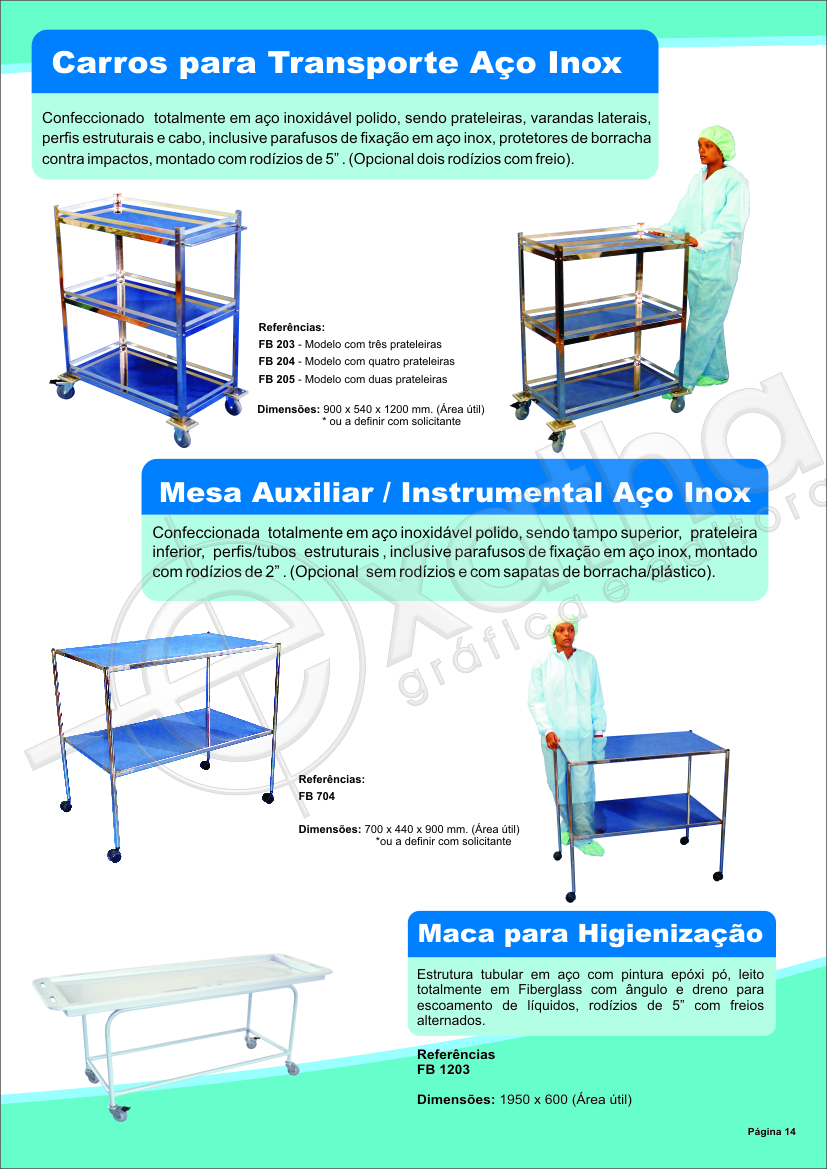 Carros para Transporte Aço Inox
Confeccionado totalmente em aço inoxidável polido, sendo prateleiras, varandas laterais,
perfis estruturais e cabo, inclusive parafusos de fixação em aço inox, protetores de borracha
contra impactos, montado com rodízios de 5” . (Opcional dois rodízios com freio).
Referências:
FB 203 - Modelo com três prateleiras
FB 204 - Modelo com quatro prateleiras
FB 205 - Modelo com duas prateleiras
Dimensões: 900 x 540 x 1200 mm. (Área útil)
* ou a definir com solicitante
Mesa Auxiliar / Instrumental Aço Inox
Confeccionada totalmente em aço inoxidável polido, sendo tampo superior, prateleira
inferior, perfis/tubos estruturais , inclusive parafusos de fixação em aço inox, montado
com rodízios de 2” . (Opcional sem rodízios e com sapatas de borracha/plástico).
exatha
gráfica e editora
Referências:
FB 704
Dimensões: 700 x 440 x 900 mm. (Área útil)
*ou a definir com solicitante
Maca para Higienização
Estrutura tubular em aço com pintura epóxi pó, leito
totalmente em Fiberglass com ângulo e dreno para
escoamento de líquidos, rodízios de 5” com freios
alternados.
Referências
FB 1203
Dimensões: 1950 x 600 (Área útil)
Página 14